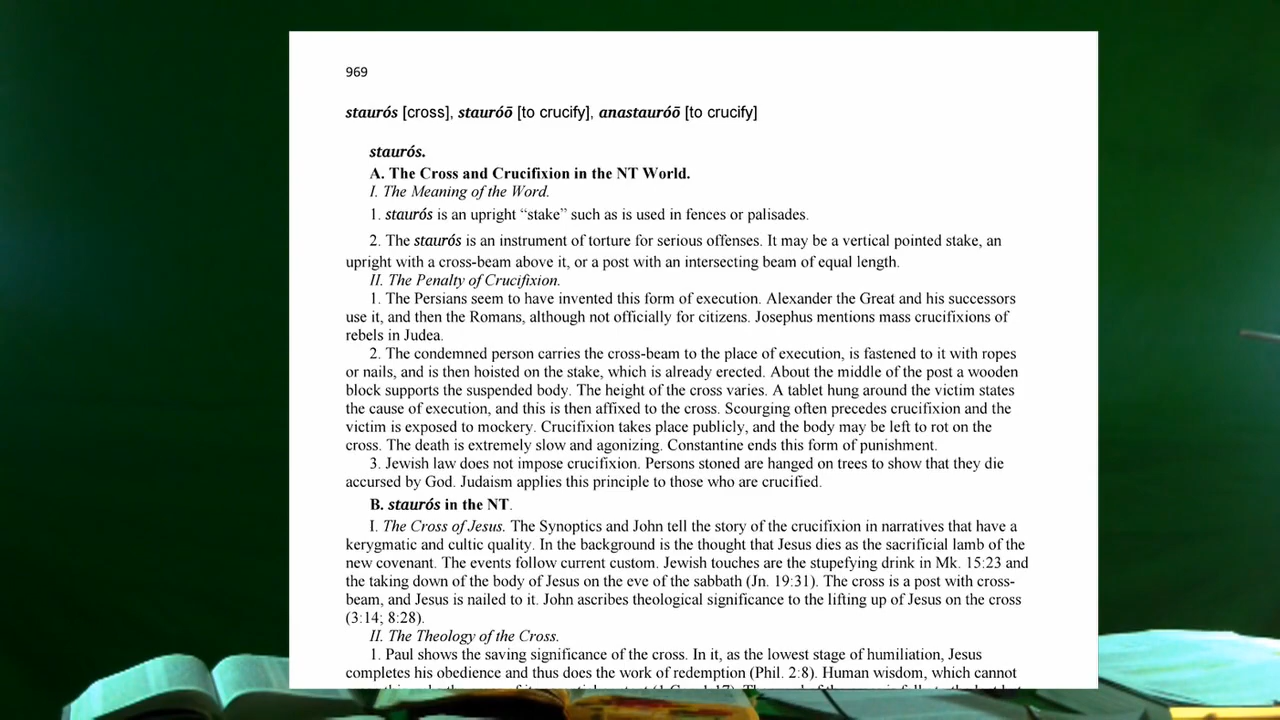 969
staurós [cross], stauróō [to crucify], anastauróō [to crucify]
staurós.
A. The Cross and Crucifixion in the NT World.
I. The Meaning of the Word.
1. staurós is an upright “stake” such as is used in fences or palisades.
2. The staurós is an instrument of torture for serious offenses. It may be a vertical pointed stake, an
upright with a cross-beam above it, or a post with an intersecting beam of equal length.
II. The Penalty of Crucifixion.
1. The Persians seem to have invented this form of execution. Alexander the Great and his successors
use it, and then the Romans, although not officially for citizens. Josephus mentions mass crucifixions of
rebels in Judea.
2. The condemned person carries the cross-beam to the place of execution, is fastened to it with ropes
or nails, and is then hoisted on the stake, which is already erected. About the middle of the post a wooden
block supports the suspended body. The height of the cross varies. A tablet hung around the victim states
the cause of execution, and this is then affixed to the cross. Scourging often precedes crucifixion and the
victim is exposed to mockery. Crucifixion takes place publicly, and the body may be left to rot on the
cross. The death is extremely slow and agonizing. Constantine ends this form of punishment.
3. Jewish law does not impose crucifixion. Persons stoned are hanged on trees to show that they die
accursed by God. Judaism applies this principle to those who are crucified.
B. staurós in the NT.
I. The Cross of Jesus. The Synoptics and John tell the story of the crucifixion in narratives that have a
kerygmatic and cultic quality. In the background is the thought that Jesus dies as the sacrificial lamb of the
new covenant. The events follow current custom. Jewish touches are the stupefying drink in Mk. 15:23 and
the taking down of the body of Jesus on the eve of the sabbath (Jn. 19:31). The cross is a post with cross-
beam, and Jesus is nailed to it. John ascribes theological significance to the lifting up of Jesus on the cross
(3:14; 8:28).
II. The Theology of the Cross.
1. Paul shows the saving significance of the cross. In it, as the lowest stage of humiliation, Jesus
completes his obedience and thus does the work of redemption (Phil. 2:8). Human wisdom, which cannot